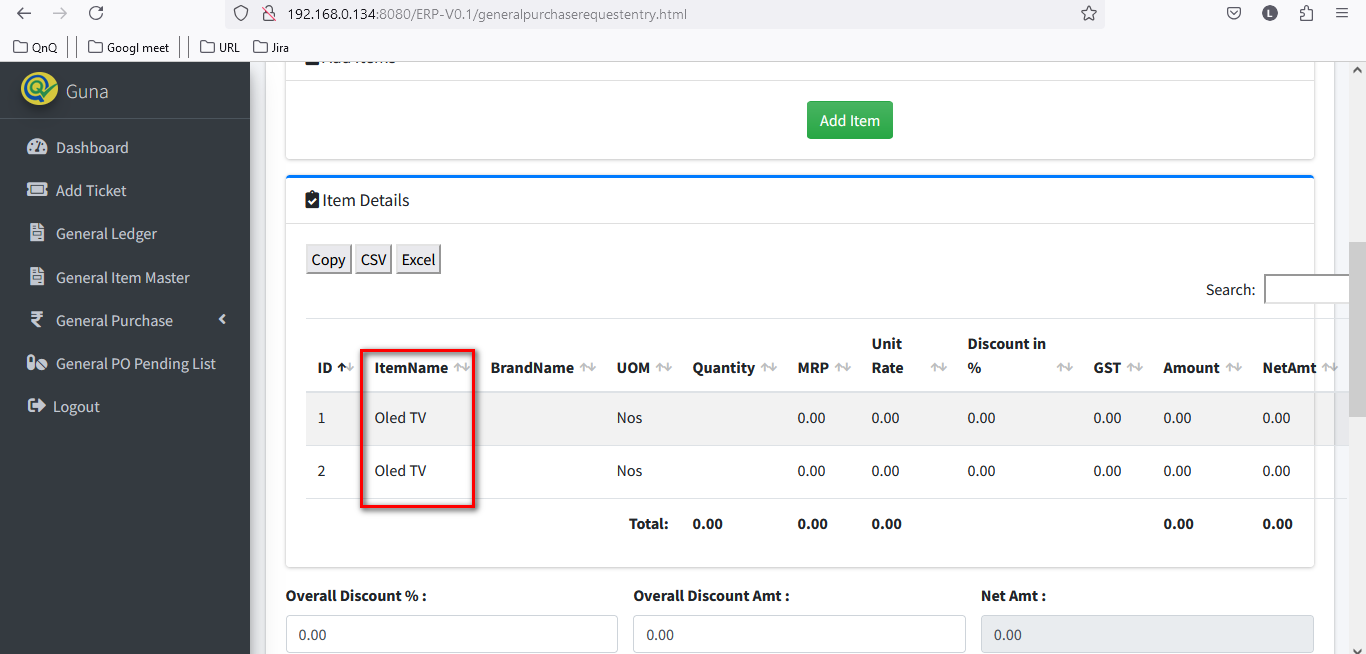 192.168.0.134:8080/ERP-V0.1/generalpurchaserequestentry.html
L
QnQ Googl meet URL Jira
Guna
Dashboard
Add Ticket
General Ledger
General Item Master
General Purchase
General PO Pending List
Logout
Add Items
Add Item
Item Details
Copy CSV Excel
Search:
ID ItemName BrandName UOM Quantity MRP Unit Rate Discount in % GST Amount NetAmt
1 Oled TV Nos 0.00 0.00 0.00 0.00 0.00 0.00
2 Oled TV Nos 0.00 0.00 0.00 0.00 0.00 0.00
Total: 0.00 0.00 0.00 0.00 0.00
Overall Discount % : Overall Discount Amt : Net Amt :
0.00 0.00 0.00